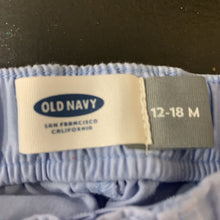 OLD NAVY
SAN FRANCISCO
CALIFORNIA
12-18 M